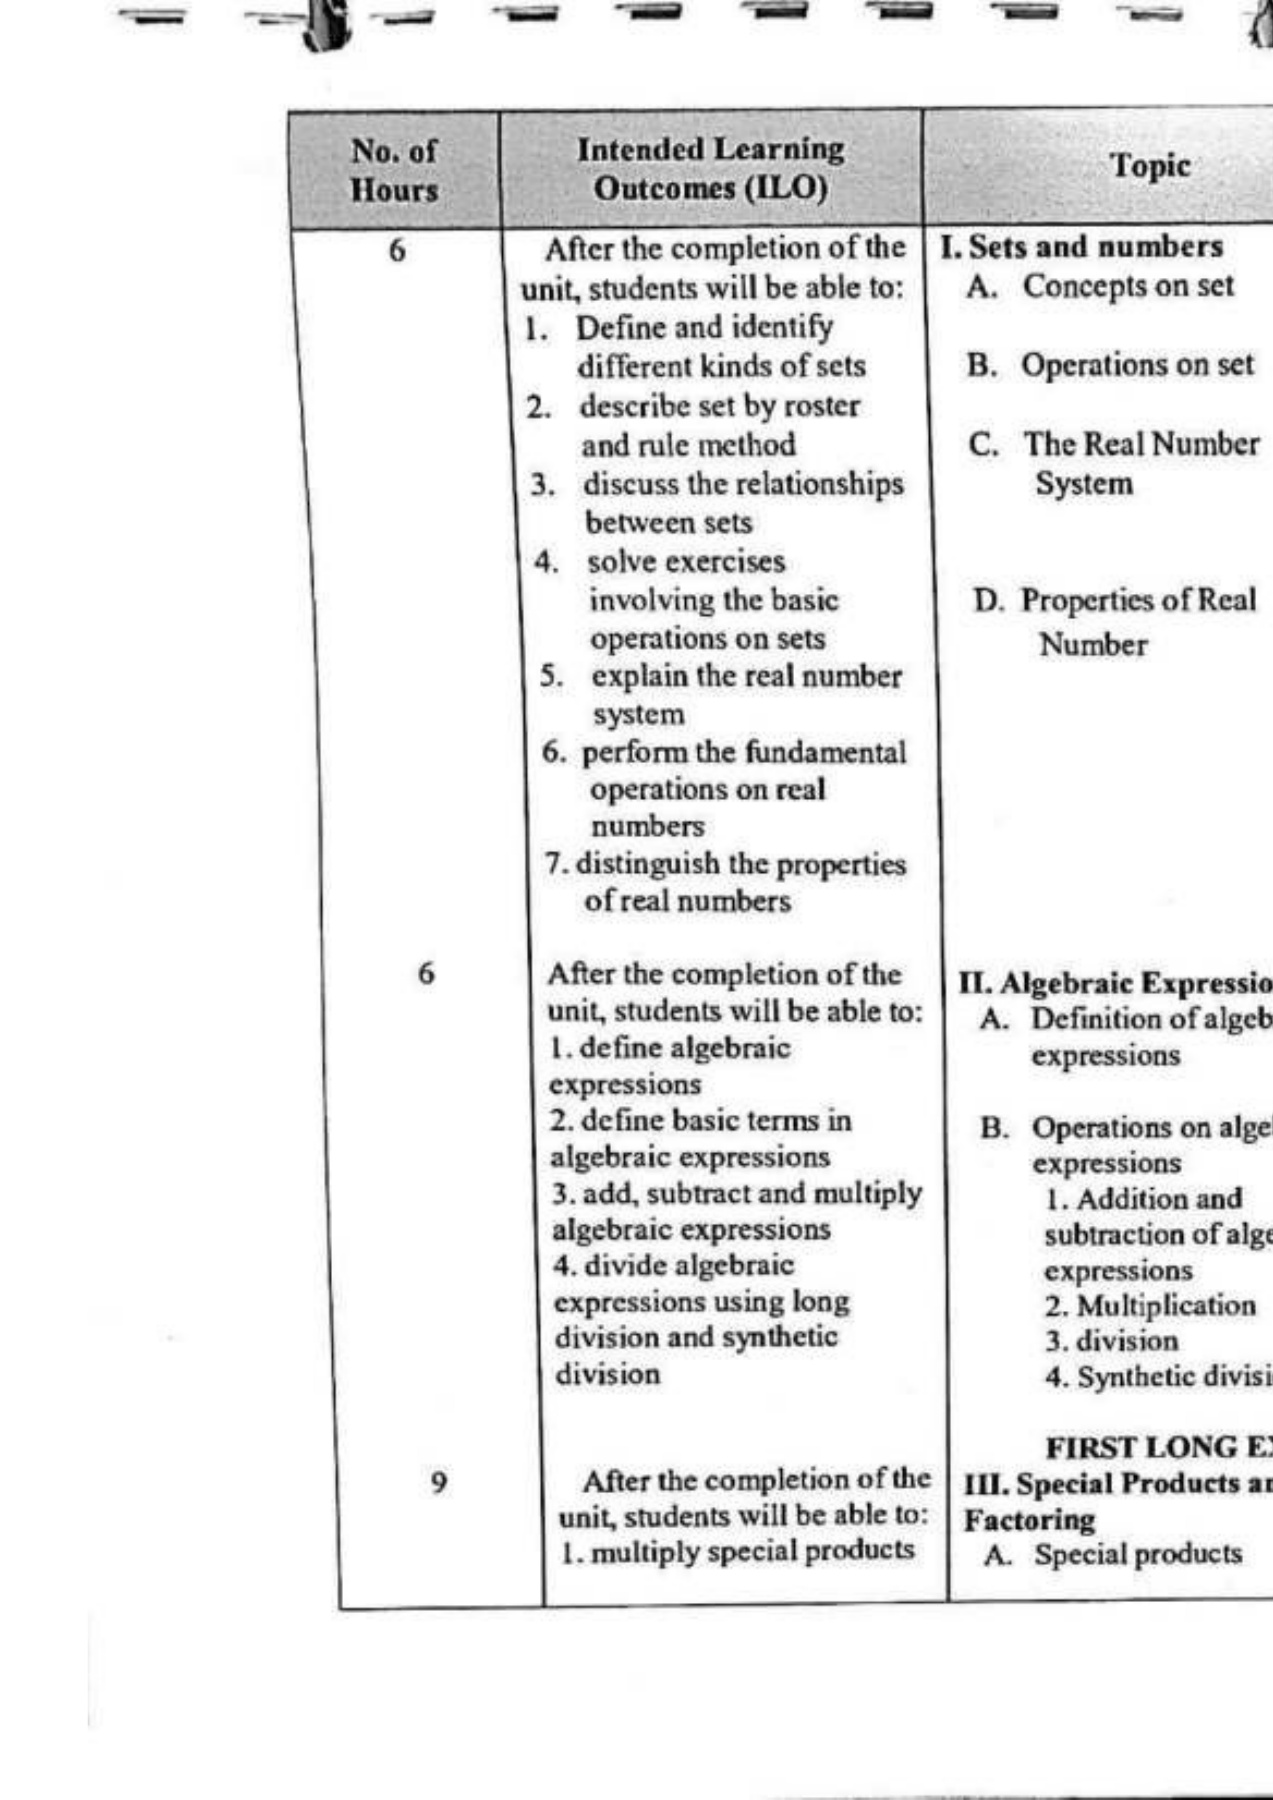 No. of
Hours
Intended Learning
Outcomes (ILO)
Topic
6
After the completion of the
unit, students will be able to:
1. Define and identify
different kinds of sets
2. describe set by roster
and rule method
3. discuss the relationships
between sets
4. solve exercises
involving the basic
operations on sets
5. explain the real number
system
6. perform the fundamental
operations on real
numbers
7. distinguish the properties
of real numbers
I. Sets and numbers
A. Concepts on set
B. Operations on set
C. The Real Number
System
D. Properties of Real
Number
6
After the completion of the
unit, students will be able to:
1. define algebraic
expressions
2. define basic terms in
algebraic expressions
3. add, subtract and multiply
algebraic expressions
4. divide algebraic
expressions using long
division and synthetic
division
II. Algebraic Expressio
A. Definition of algeb
expressions
B. Operations on alge
expressions
1. Addition and
subtraction of alge
expressions
2. Multiplication
3. division
4. Synthetic divisi
FIRST LONG E
9
After the completion of the
unit, students will be able to:
1. multiply special products
III. Special Products an
Factoring
A. Special products